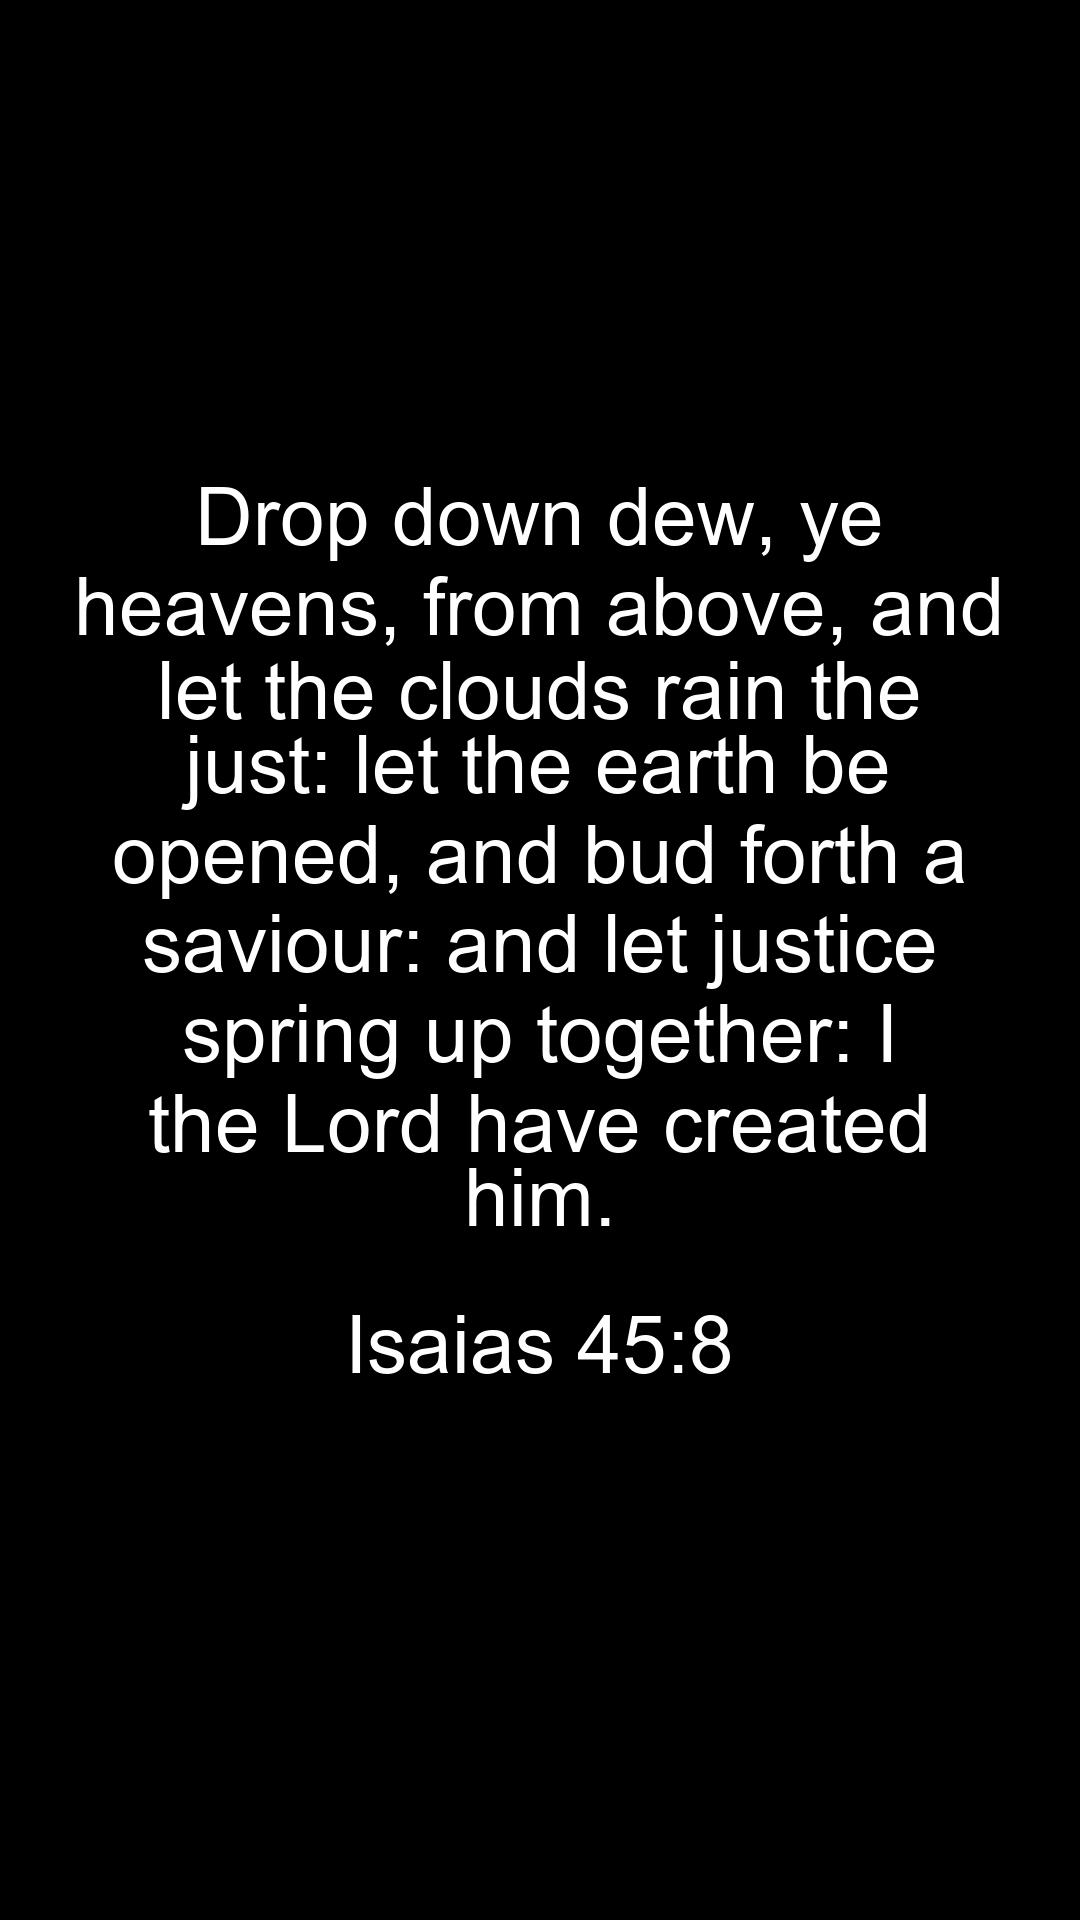 Drop down dew, ye
heavens, from above, and
let the clouds rain the
just: let the earth be
opened, and bud forth a
saviour: and let justice
spring up together: I
the Lord have created
him.
Isaias 45:8